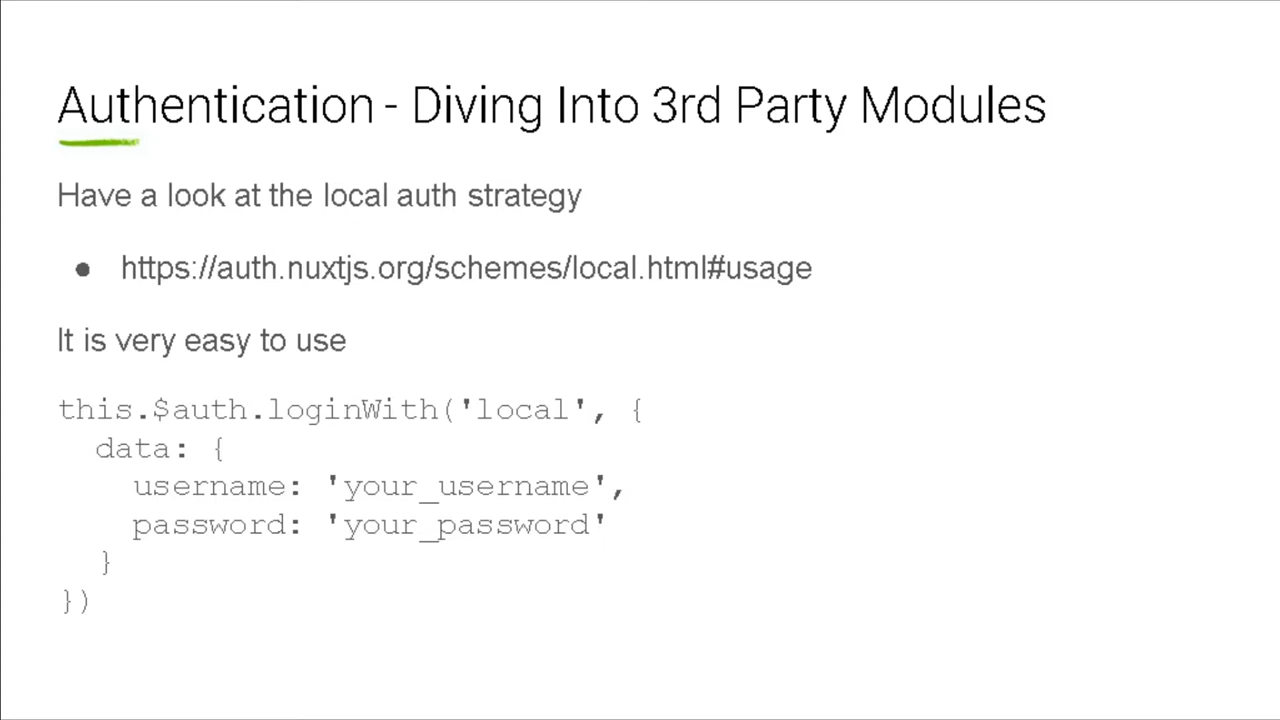 Authentication - Diving Into 3rd Party Modules
Have a look at the local auth strategy
● https://auth.nuxtjs.org/schemes/local.html#usage
It is very easy to use
this.$auth.loginWith('local', {
  data: {
    username: 'your_username',
    password: 'your_password'
  }
})